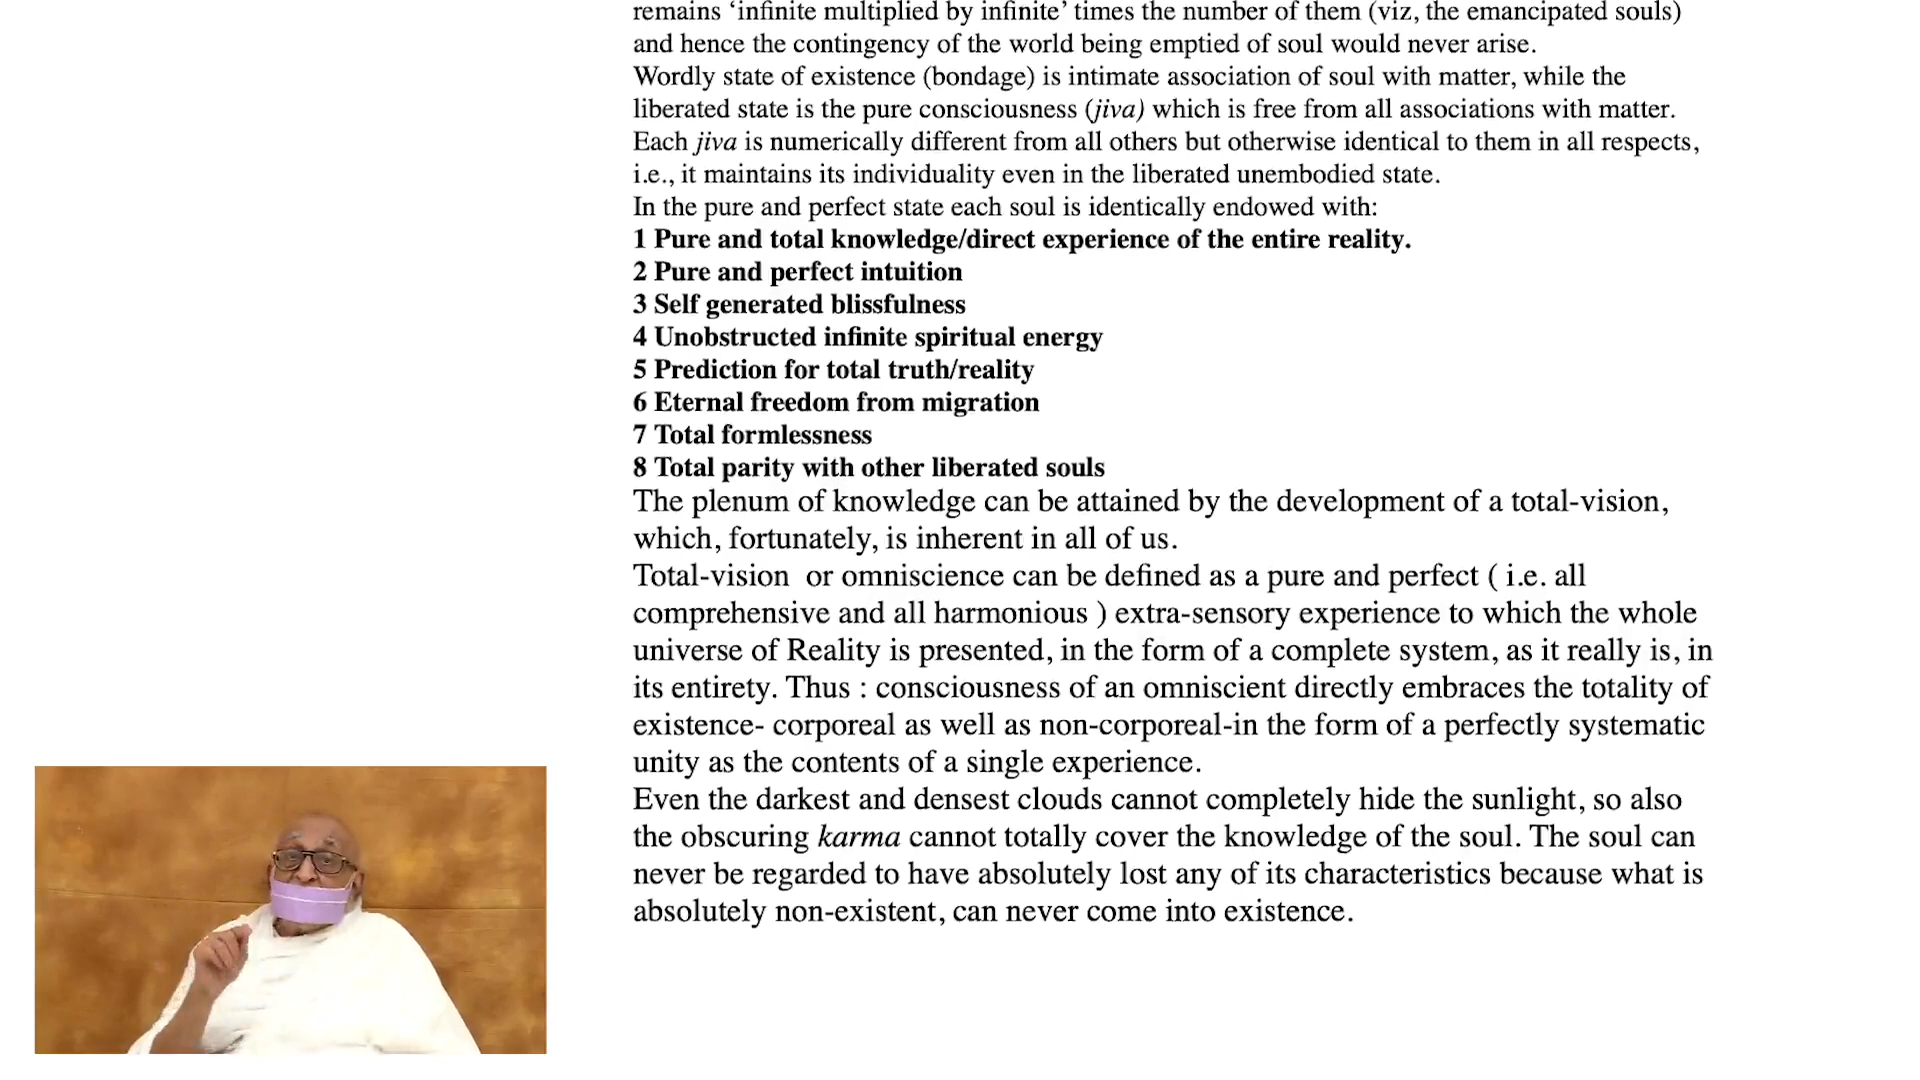 remains ‘infinite multiplied by infinite’ times the number of them (viz, the emancipated souls)
and hence the contingency of the world being emptied of soul would never arise.
Wordly state of existence (bondage) is intimate association of soul with matter, while the
liberated state is the pure consciousness (jiva) which is free from all associations with matter.
Each jiva is numerically different from all others but otherwise identical to them in all respects,
i.e., it maintains its individuality even in the liberated unembodied state.
In the pure and perfect state each soul is identically endowed with:
1 Pure and total knowledge/direct experience of the entire reality.
2 Pure and perfect intuition
3 Self generated blissfulness
4 Unobstructed infinite spiritual energy
5 Prediction for total truth/reality
6 Eternal freedom from migration
7 Total formlessness
8 Total parity with other liberated souls
The plenum of knowledge can be attained by the development of a total-vision,
which, fortunately, is inherent in all of us.
Total-vision  or omniscience can be defined as a pure and perfect ( i.e. all
comprehensive and all harmonious ) extra-sensory experience to which the whole
universe of Reality is presented, in the form of a complete system, as it really is, in
its entirety. Thus : consciousness of an omniscient directly embraces the totality of
existence- corporeal as well as non-corporeal-in the form of a perfectly systematic
unity as the contents of a single experience.
Even the darkest and densest clouds cannot completely hide the sunlight, so also
the obscuring karma cannot totally cover the knowledge of the soul. The soul can
never be regarded to have absolutely lost any of its characteristics because what is
absolutely non-existent, can never come into existence.